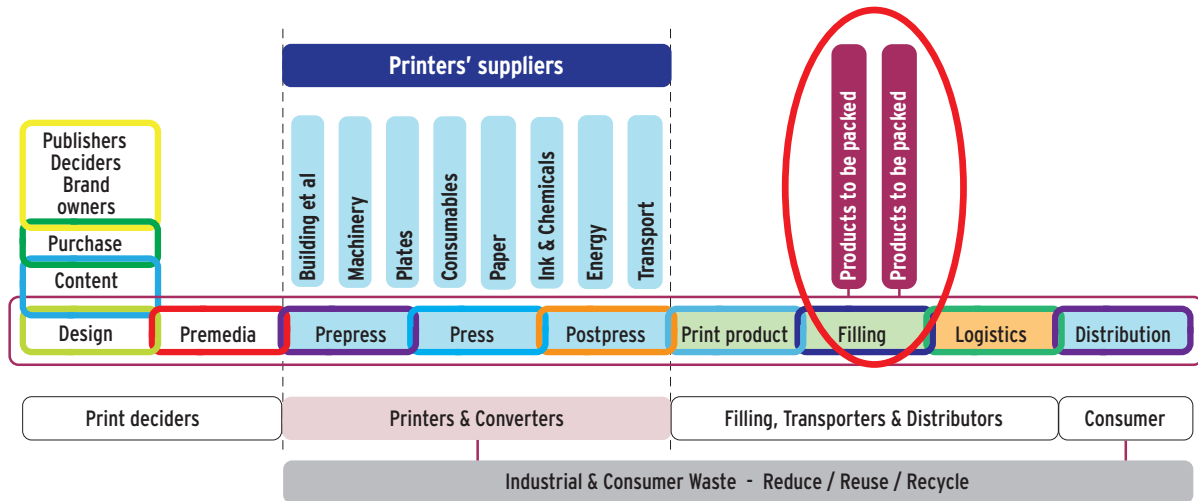 Printers' suppliers
Publishers
Deciders
Brand
owners
Purchase
Content
Building et al
Machinery
Plates
Consumables
Paper
Ink & Chemicals
Energy
Transport
Products to be packed
Products to be packed
Design
Premedia
Prepress
Press
Postpress
Print product
Filling
Logistics
Distribution
Print deciders
Printers & Converters
Filling, Transporters & Distributors
Consumer
Industrial & Consumer Waste - Reduce / Reuse / Recycle